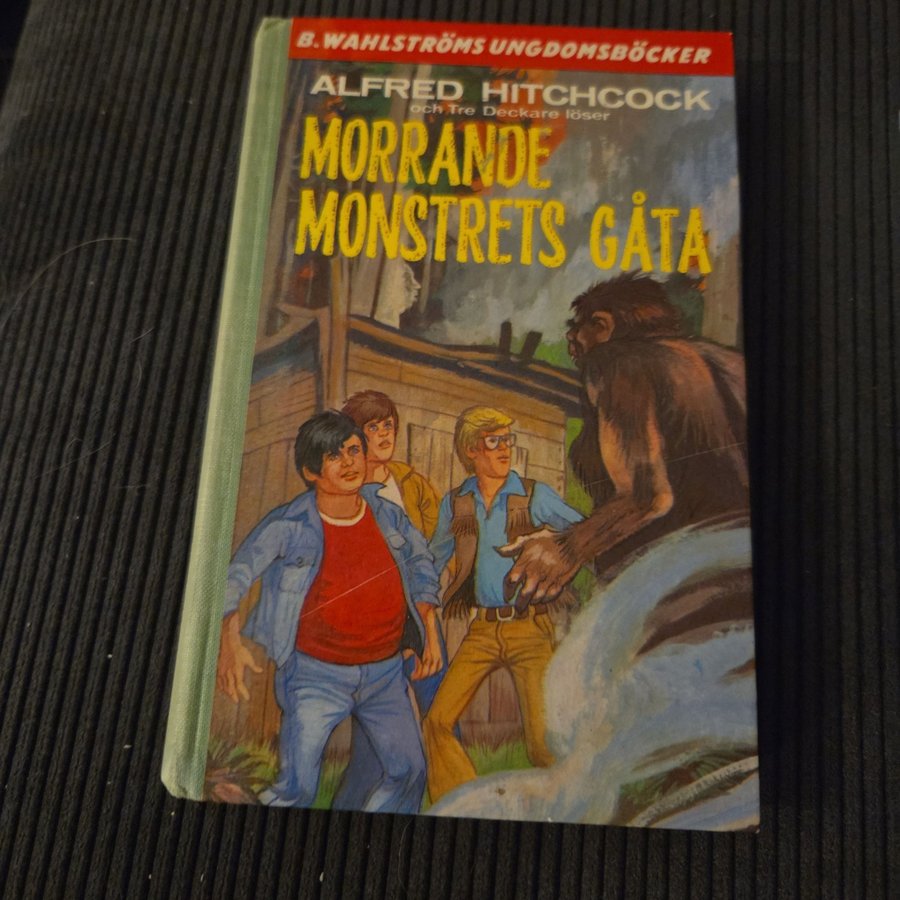 B. WAHLSTRÖMS UNGDOMSBÖCKER
ALFRED HITCHCOCK
och Tre Deckare löser
MORRANDE
MONSTRETS GÅTA